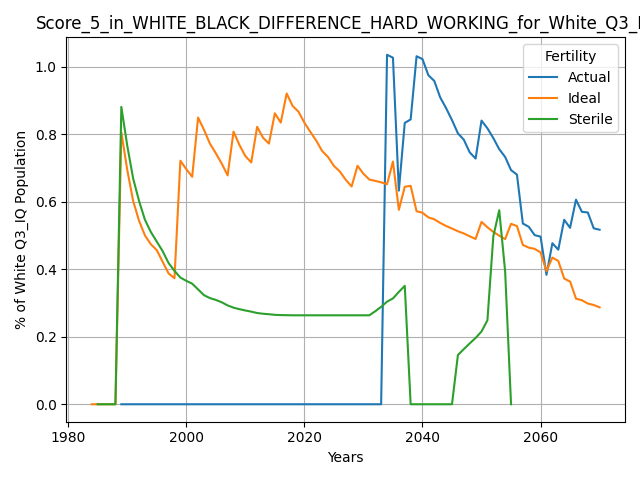 Score_5_in_WHITE_BLACK_DIFFERENCE_HARD_WORKING_for_White_Q3_I
Fertility
Actual
Ideal
Sterile
% of White Q3_IQ Population
1.0
0.8
0.6
0.4
0.2
0.0
1980 2000 2020 2040 2060
Years